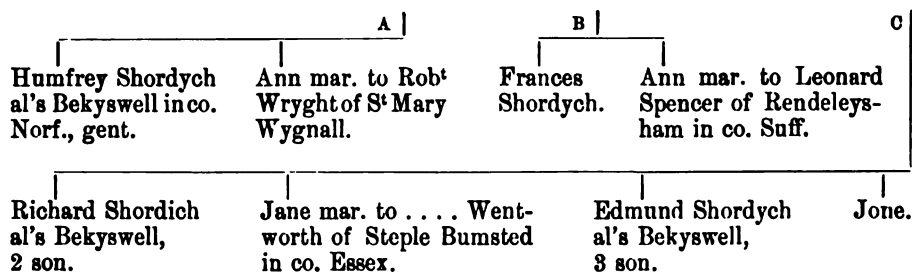 A B C
Humfrey Shordych
al's Bekyswell in co.
Norf., gent.
Ann mar. to Robᵗ
Wryght of Sᵗ Mary
Wygnall.
Frances
Shordych.
Ann mar. to Leonard
Spencer of Rendeleys-
ham in co. Suff.
Richard Shordich
al's Bekyswell,
2 son.
Jane mar. to .... Went-
worth of Steple Bumsted
in co. Essex.
Edmund Shordych
al's Bekyswell,
3 son.
Jone.